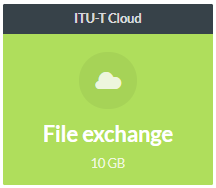 ITU-T Cloud
File exchange
10 GB